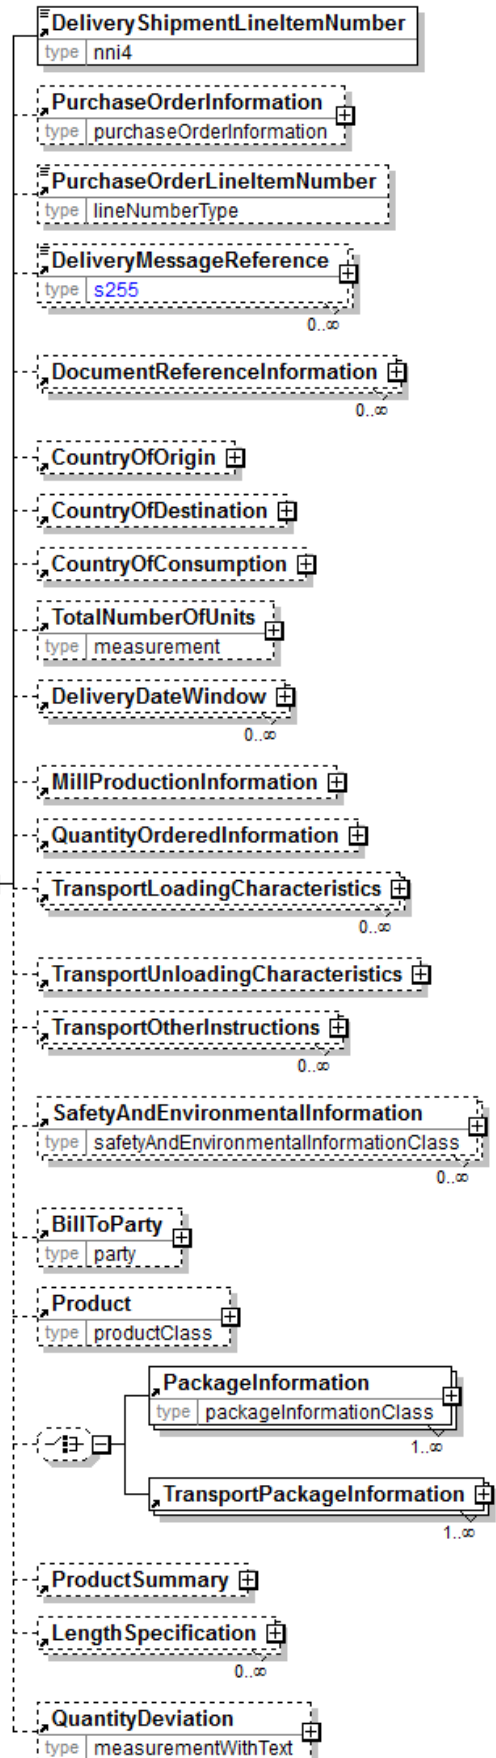 DeliveryShipmentLineItemNumber
type nni4
PurchaseOrderInformation
type purchaseOrderInformation
PurchaseOrderLineItemNumber
type lineNumberType
DeliveryMessageReference
type s255
0..∞
DocumentReferenceInformation
0..∞
CountryOfOrigin
CountryOfDestination
CountryOfConsumption
TotalNumberOfUnits
type measurement
DeliveryDateWindow
0..∞
MillProductionInformation
QuantityOrderedInformation
TransportLoadingCharacteristics
0..∞
TransportUnloadingCharacteristics
TransportOtherInstructions
0..∞
SafetyAndEnvironmentalInformation
type safetyAndEnvironmentalInformationClass
0..∞
BillToParty
type party
Product
type productClass
PackageInformation
type packageInformationClass
1..∞
TransportPackageInformation
1..∞
ProductSummary
LengthSpecification
0..∞
QuantityDeviation
type measurementWithText